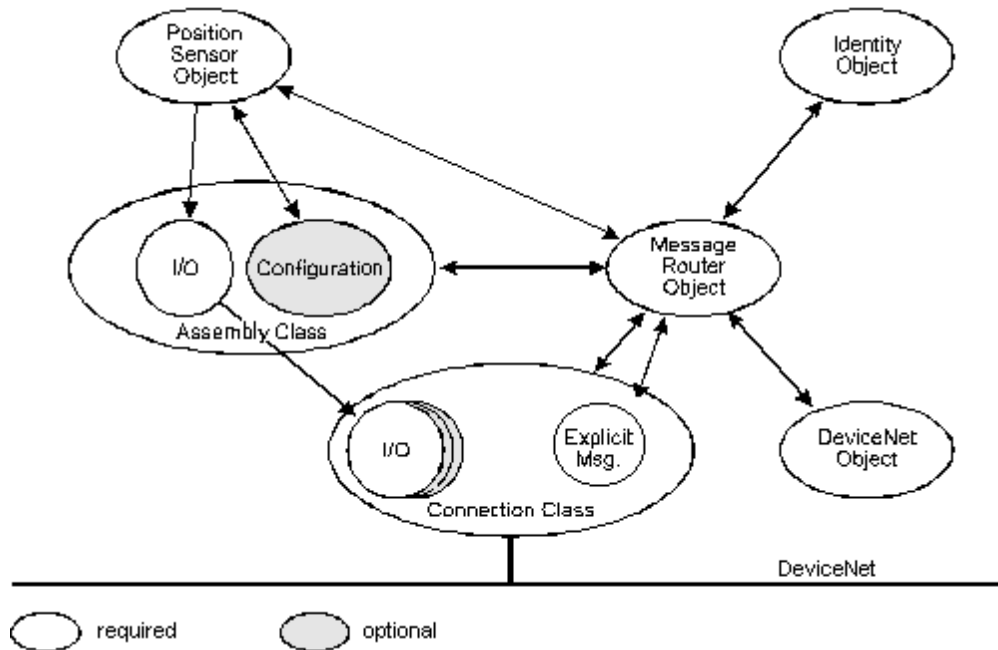 Position
Sensor
Object
Identity
Object
I/O
Configuration
Assembly Class
Message
Router
Object
I/O
Explicit
Msg.
Connection Class
DeviceNet
Object
DeviceNet
required
optional